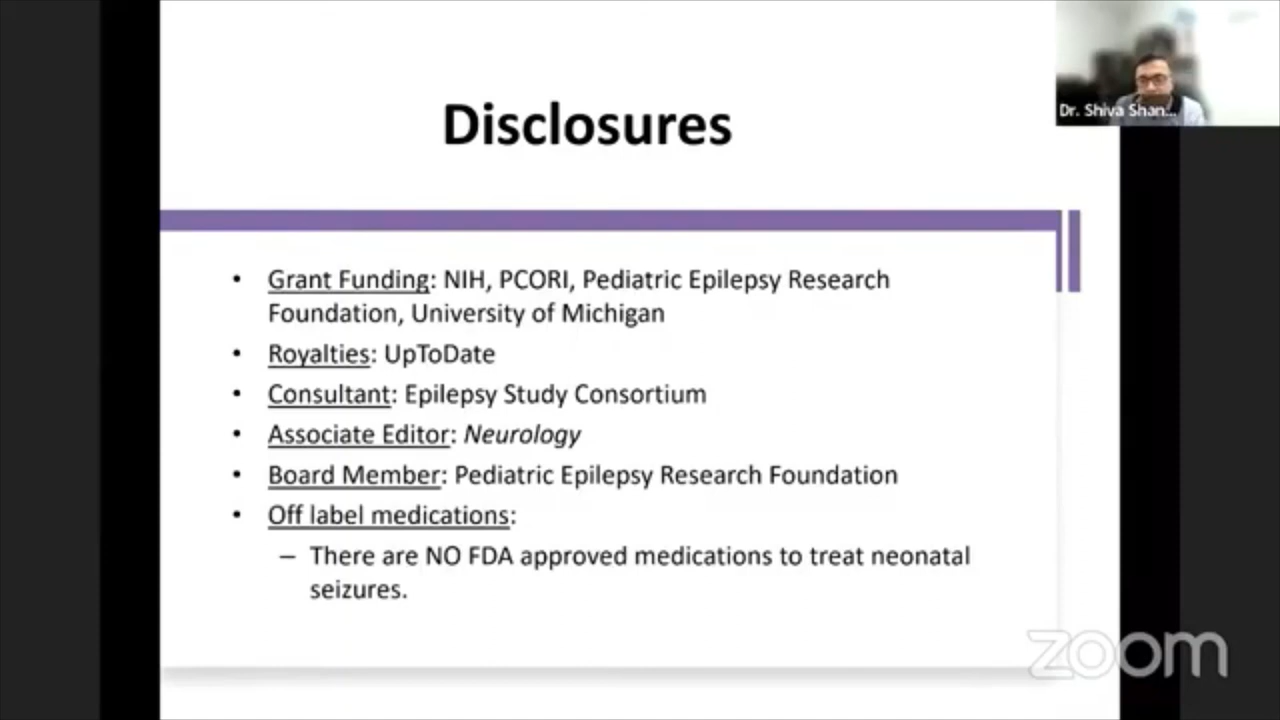 Dr. Shiva Shan...
Disclosures
• Grant Funding: NIH, PCORI, Pediatric Epilepsy Research
Foundation, University of Michigan
• Royalties: UpToDate
• Consultant: Epilepsy Study Consortium
• Associate Editor: Neurology
• Board Member: Pediatric Epilepsy Research Foundation
• Off label medications:
– There are NO FDA approved medications to treat neonatal
seizures.
zoom